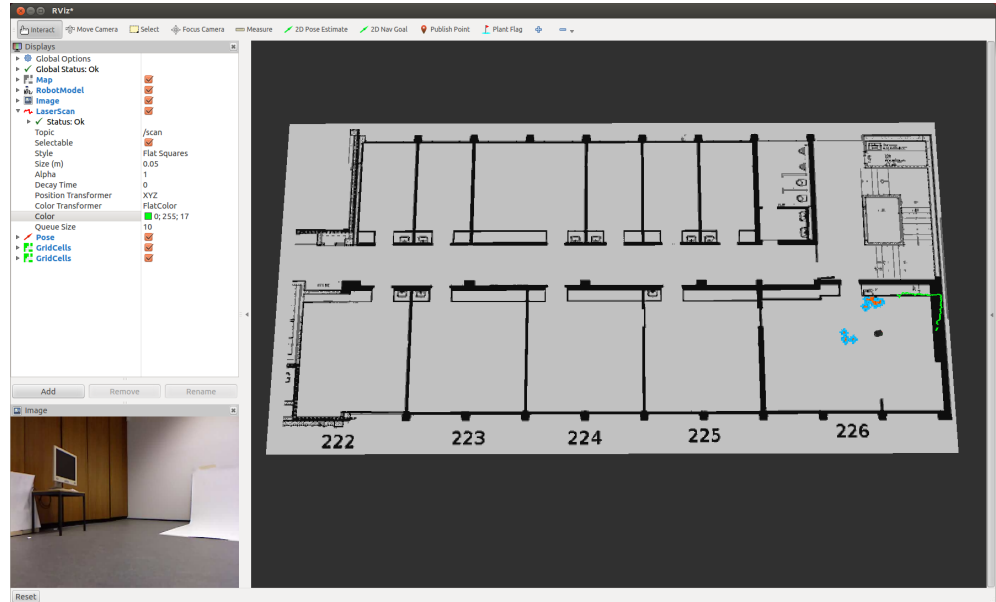 RViz*
Interact Move Camera Select Focus Camera Measure 2D Pose Estimate 2D Nav Goal Publish Point Plant Flag
Displays
Global Options
Global Status: Ok
Map
RobotModel
Image
LaserScan
Status: Ok
Topic /scan
Selectable
Style Flat Squares
Size (m) 0.05
Alpha 1
Decay Time 0
Position Transformer XYZ
Color Transformer FlatColor
Color 0; 255; 17
Queue Size 10
Pose
GridCells
GridCells
Add Remove Rename
Image
222 223 224 225 226
Reset